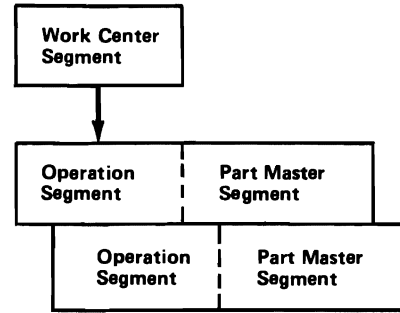 Work Center
Segment
Operation
Segment
Part Master
Segment
Operation
Segment
Part Master
Segment